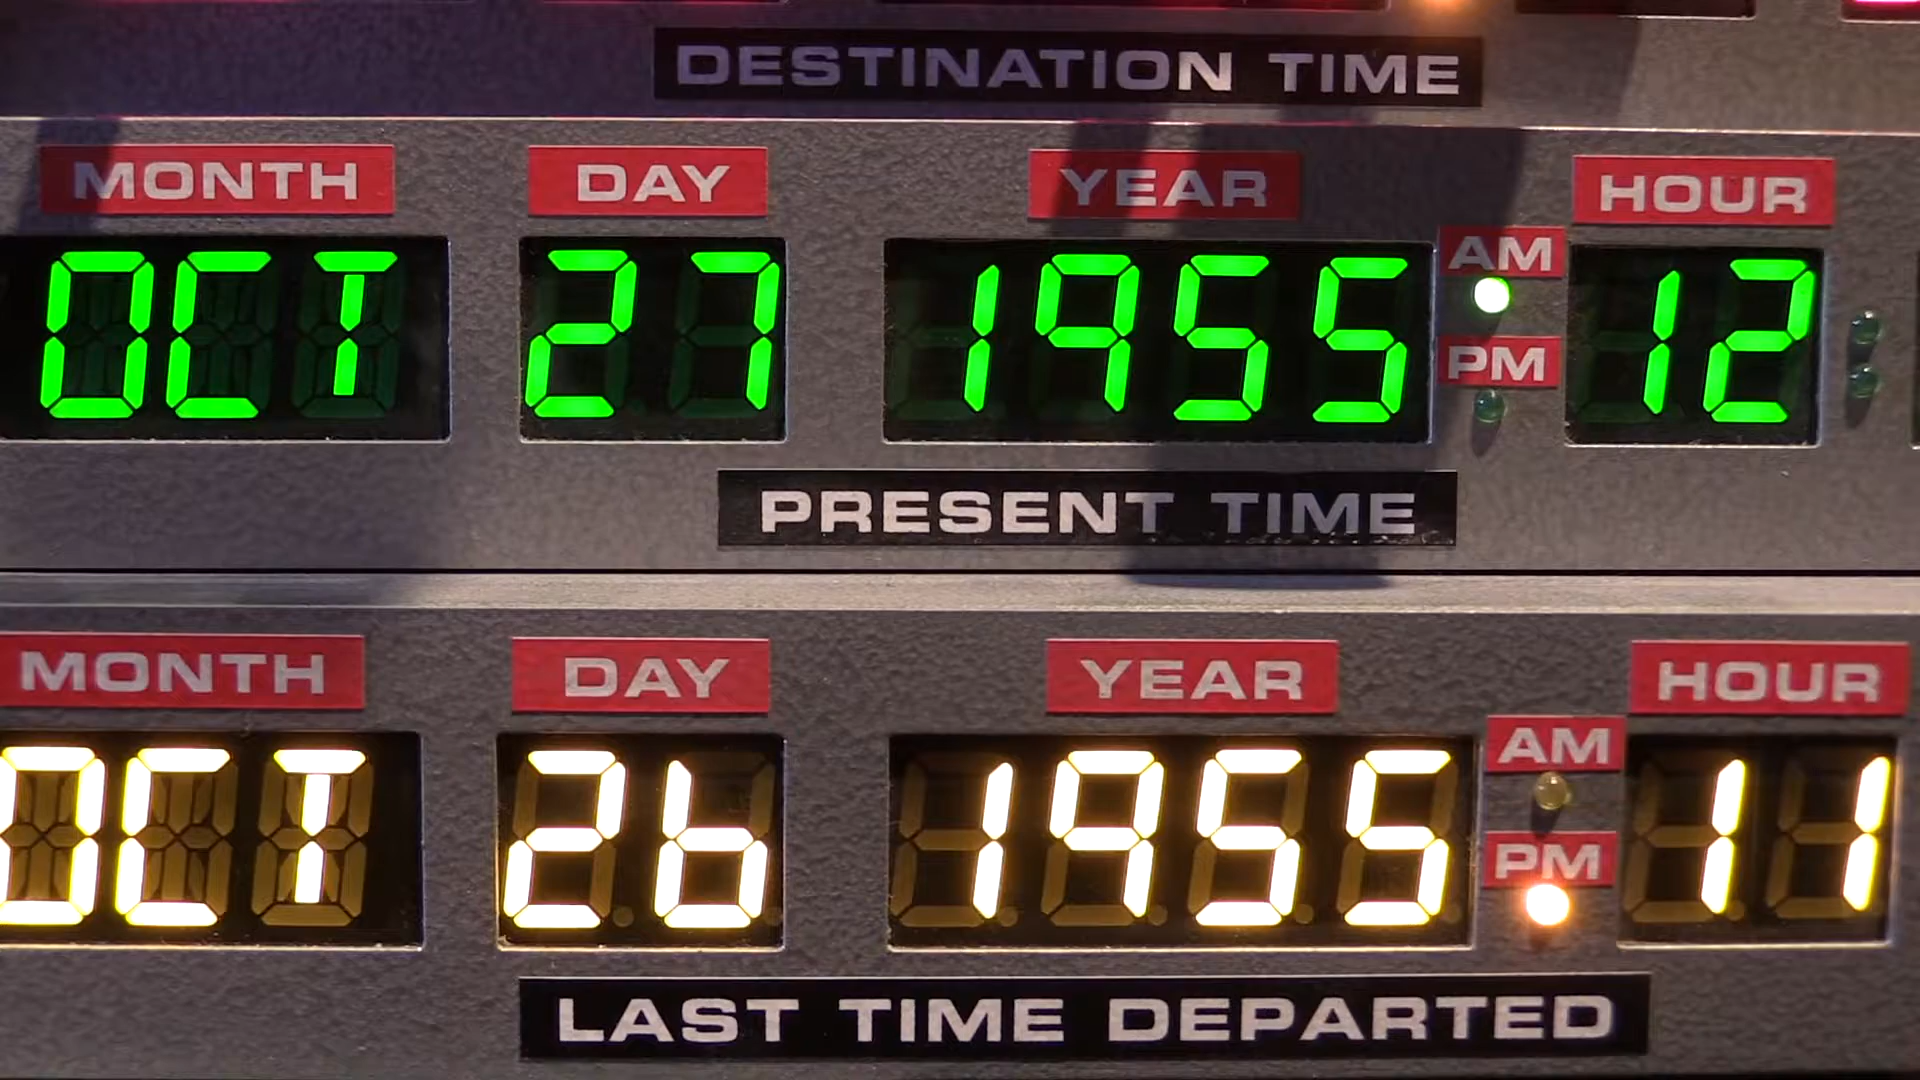 DESTINATION TIME
MONTH DAY YEAR HOUR
OCT 27 1955 AM PM 12
PRESENT TIME
MONTH DAY YEAR HOUR
OCT 26 1955 AM PM 11
LAST TIME DEPARTED